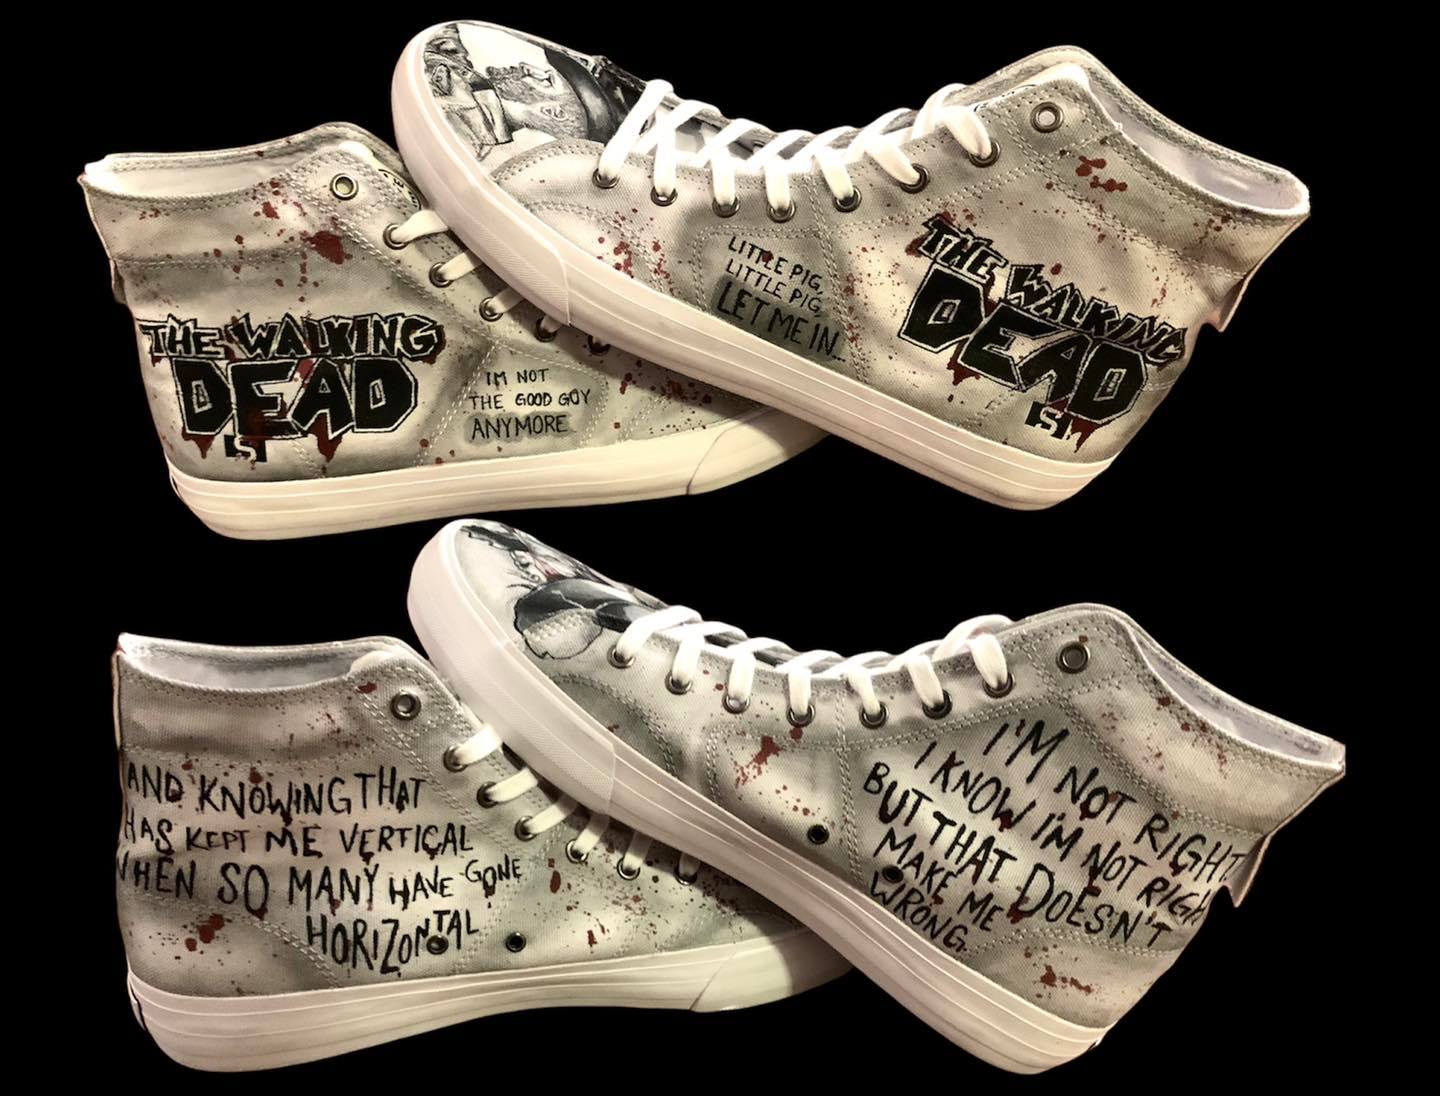 THE WALKING
DEAD
IS
I'M NOT
THE GOOD GUY
ANYMORE
LITTLE PIG,
LITTLE PIG
LET ME IN...
THE WALKING
DEAD
IS
AND KNOWING THAT
HAS KEPT ME VERTICAL
WHEN SO MANY HAVE GONE
HORIZONTAL
I'M NOT RIGHT.
I KNOW I'M NOT RIGHT
BUT THAT DOESN'T
MAKE ME
WRONG.